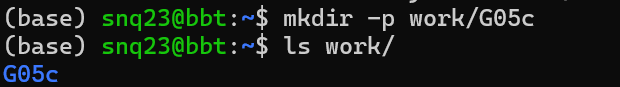 (base) snq23@bbt:~$ mkdir -p work/G05c
(base) snq23@bbt:~$ ls work/
G05c